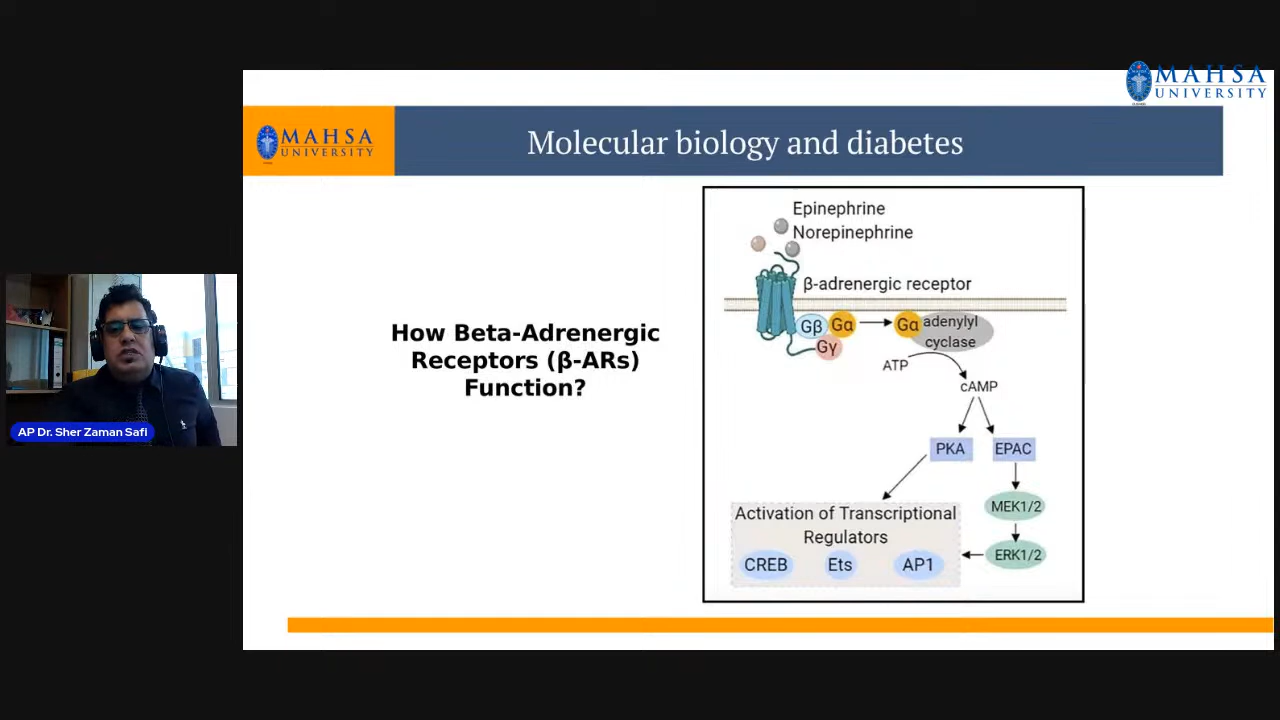 MAHSA
UNIVERSITY
MAHSA
UNIVERSITY
Molecular biology and diabetes
How Beta-Adrenergic
Receptors (β-ARs)
Function?
Epinephrine
Norepinephrine
β-adrenergic receptor
Gβ
Gα
Gγ
Gα
adenylyl
cyclase
ATP
cAMP
PKA
EPAC
MEK1/2
ERK1/2
Activation of Transcriptional
Regulators
CREB
Ets
AP1
AP Dr. Sher Zaman Safi